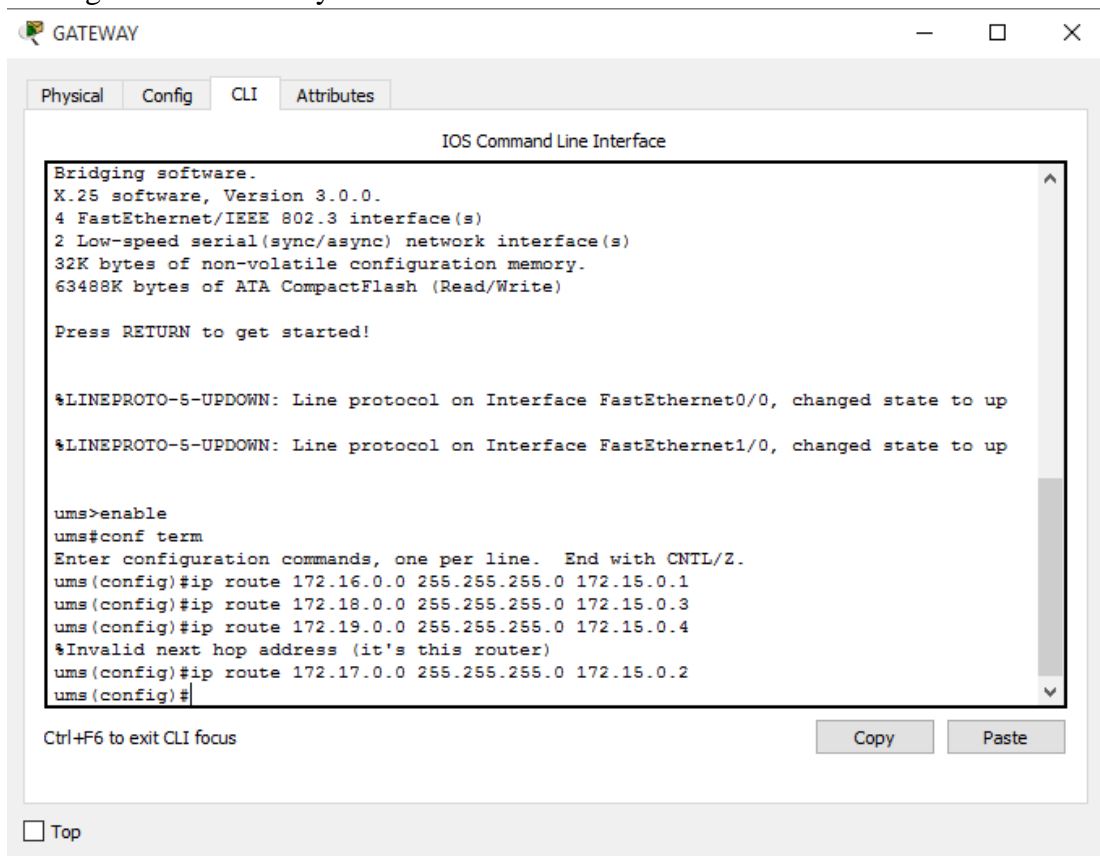 GATEWAY
Physical Config CLI Attributes
IOS Command Line Interface
Bridging software.
X.25 software, Version 3.0.0.
4 FastEthernet/IEEE 802.3 interface(s)
2 Low-speed serial(sync/async) network interface(s)
32K bytes of non-volatile configuration memory.
63488K bytes of ATA CompactFlash (Read/Write)
Press RETURN to get started!
%LINEPROTO-5-UPDOWN: Line protocol on Interface FastEthernet0/0, changed state to up
%LINEPROTO-5-UPDOWN: Line protocol on Interface FastEthernet1/0, changed state to up
ums>enable
ums#conf term
Enter configuration commands, one per line.  End with CNTL/Z.
ums(config)#ip route 172.16.0.0 255.255.255.0 172.15.0.1
ums(config)#ip route 172.18.0.0 255.255.255.0 172.15.0.3
ums(config)#ip route 172.19.0.0 255.255.255.0 172.15.0.4
%Invalid next hop address (it's this router)
ums(config)#ip route 172.17.0.0 255.255.255.0 172.15.0.2
ums(config)#
Ctrl+F6 to exit CLI focus
Copy Paste
Top